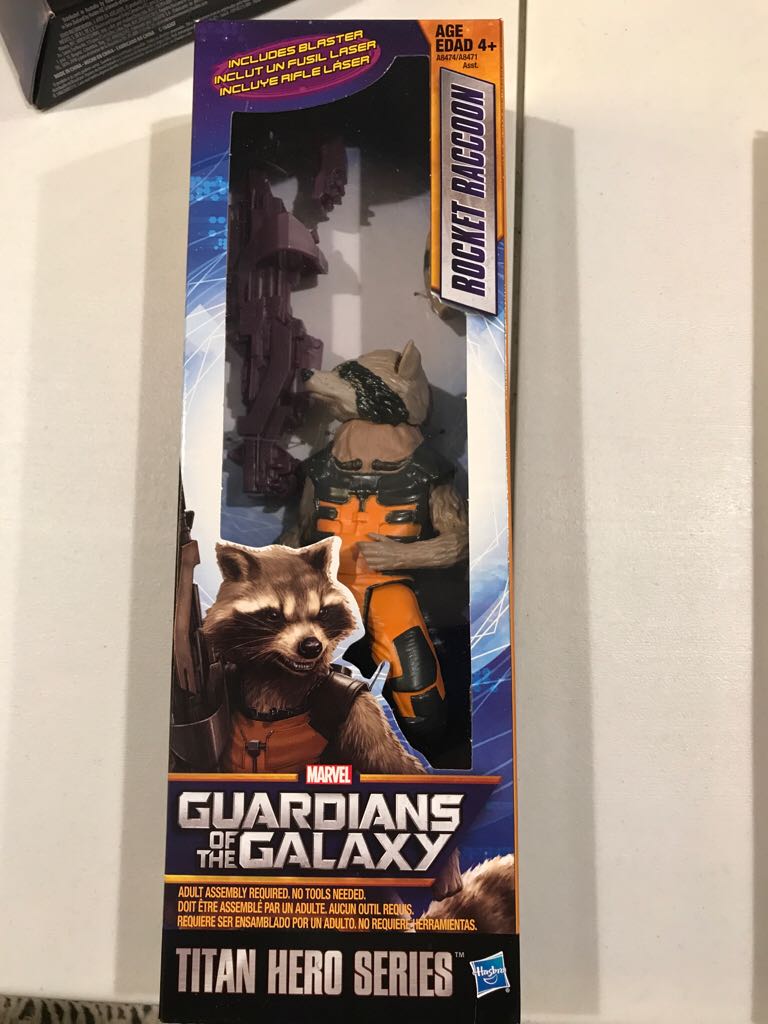 INCLUDES BLASTER
INCLUT UN FUSIL LASER
INCLUYE RIFLE LÁSER
AGE
EDAD 4+
A8474/A8471
Asst.
ROCKET RACCOON
MARVEL
GUARDIANS
OF THE
GALAXY
ADULT ASSEMBLY REQUIRED. NO TOOLS NEEDED.
DOIT ÊTRE ASSEMBLÉ PAR UN ADULTE. AUCUN OUTIL REQUIS.
REQUIERE SER ENSAMBLADO POR UN ADULTO. NO REQUIERE HERRAMIENTAS.
TITAN HERO SERIES™
Hasbro